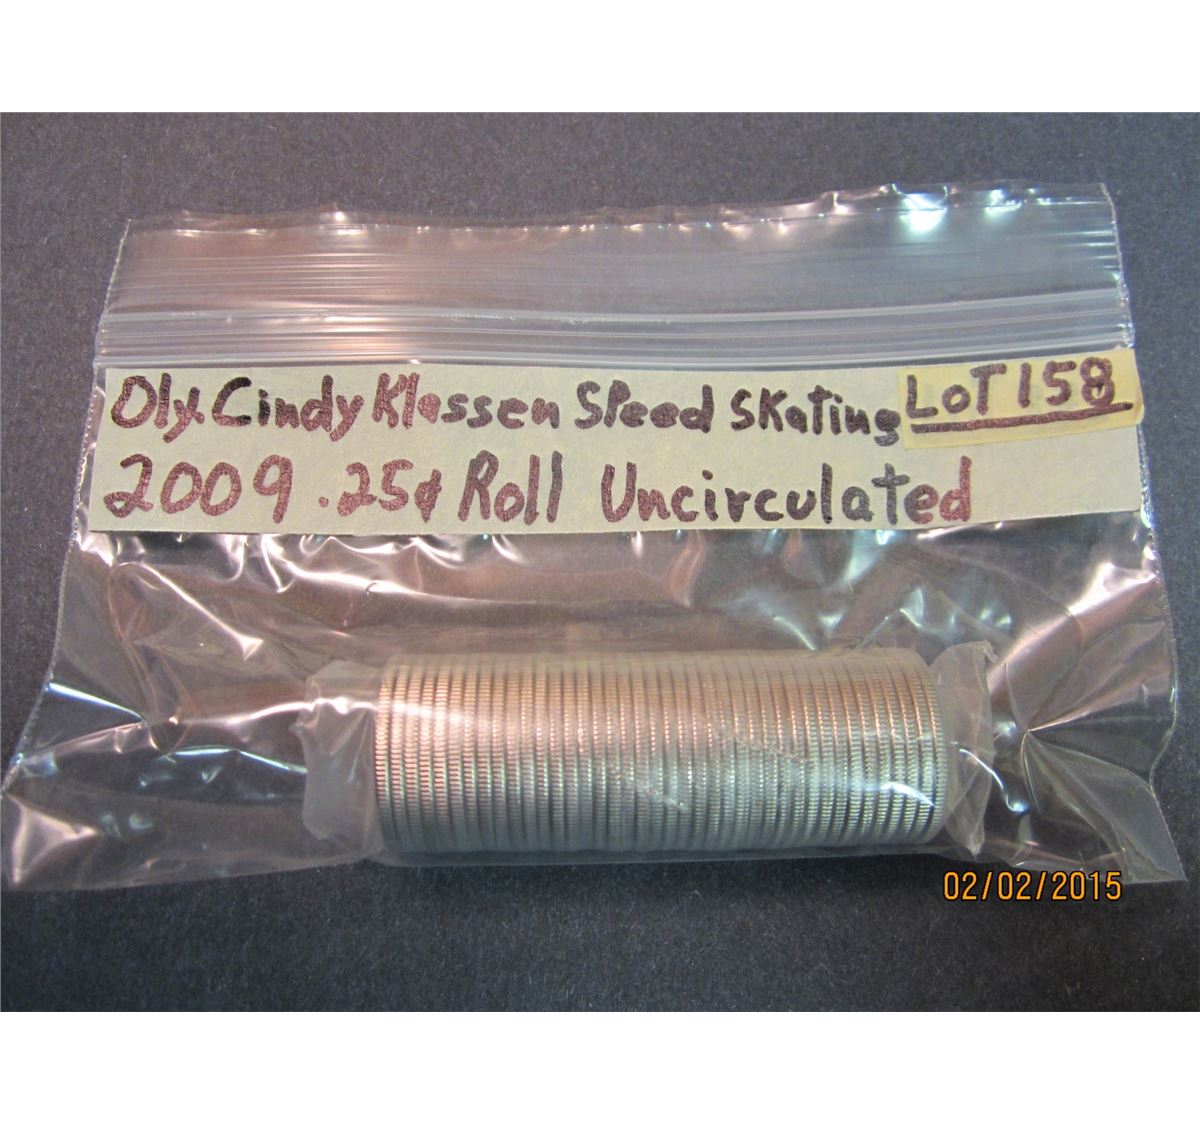 Oly Cindy Klassen Speed Skating LoT 158
2009 .25¢ Roll Uncirculated
02/02/2015